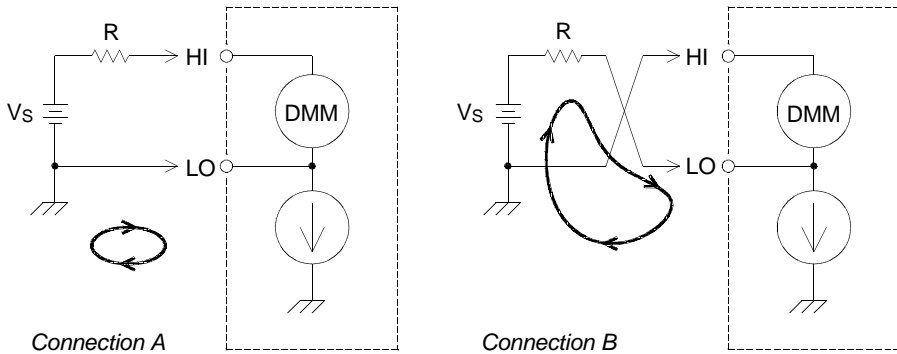 R
HI
VS
DMM
LO
Connection A
R
HI
VS
DMM
LO
Connection B